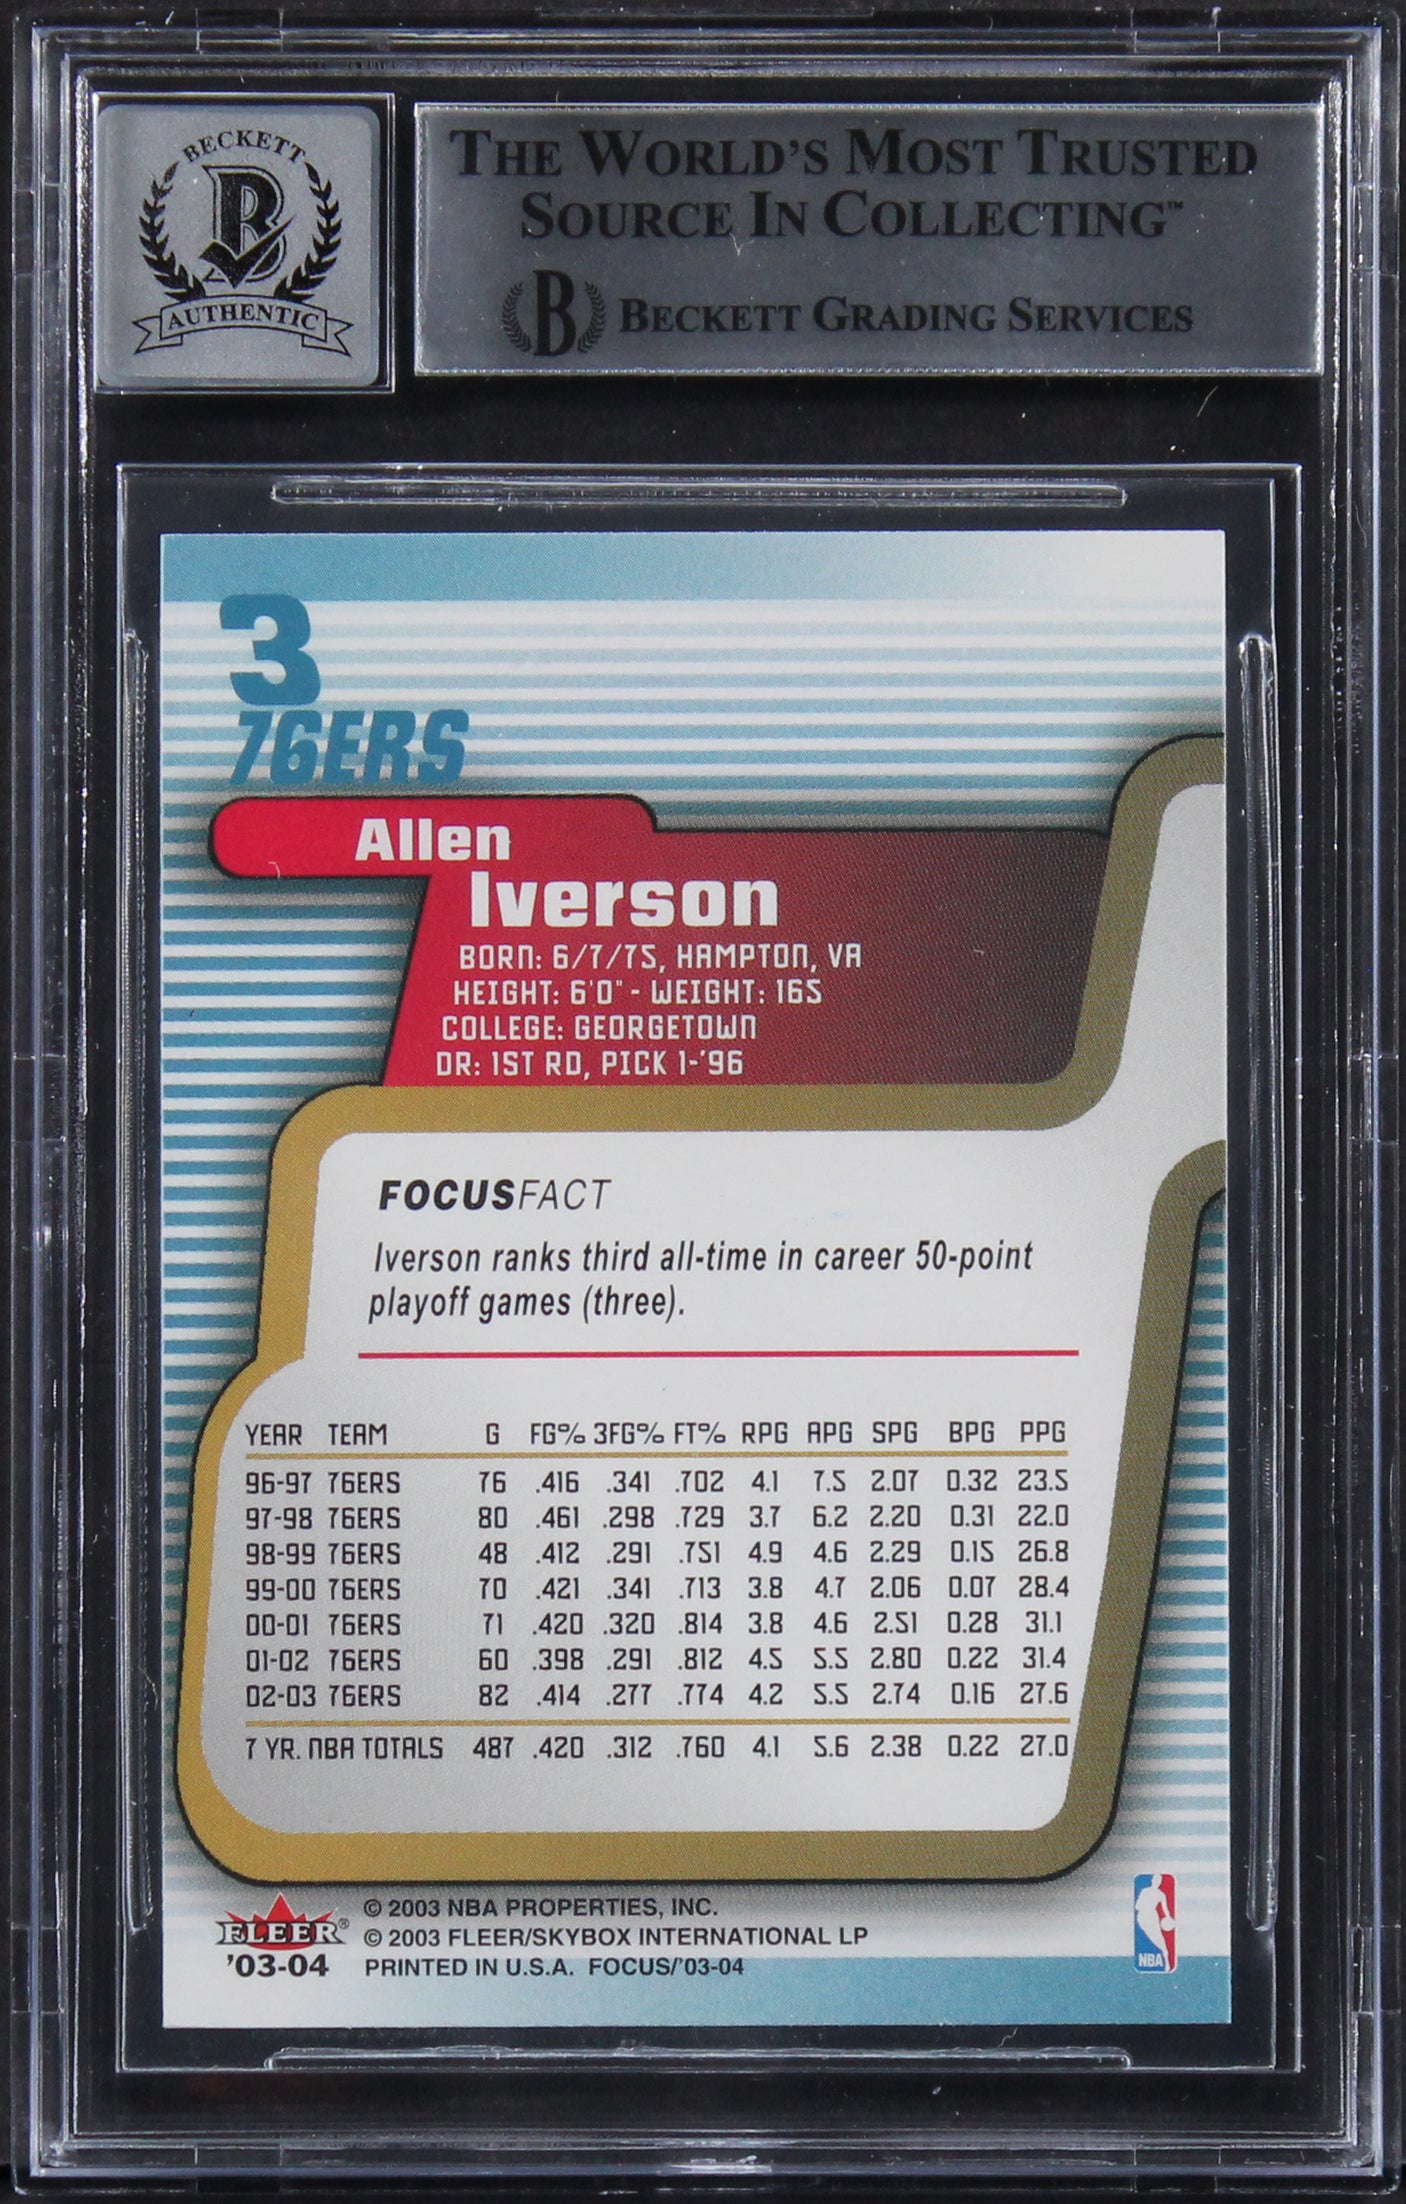 BECKETT
B
AUTHENTIC
THE WORLD'S MOST TRUSTED
SOURCE IN COLLECTING™
B BECKETT GRADING SERVICES
3
76ERS
Allen
Iverson
BORN: 6/7/75, HAMPTON, VA
HEIGHT: 6'0" - WEIGHT: 165
COLLEGE: GEORGETOWN
DR: 1ST RD, PICK 1-'96
FOCUSFACT
Iverson ranks third all-time in career 50-point
playoff games (three).
YEAR TEAM G FG% 3FG% FT% RPG APG SPG BPG PPG
96-97 76ERS 76 .416 .341 .702 4.1 7.5 2.07 0.32 23.5
97-98 76ERS 80 .461 .298 .729 3.7 6.2 2.20 0.31 22.0
98-99 76ERS 48 .412 .291 .751 4.9 4.6 2.29 0.15 26.8
99-00 76ERS 70 .421 .341 .713 3.8 4.7 2.06 0.07 28.4
00-01 76ERS 71 .420 .320 .814 3.8 4.6 2.51 0.28 31.1
01-02 76ERS 60 .398 .291 .812 4.5 5.5 2.80 0.22 31.4
02-03 76ERS 82 .414 .277 .774 4.2 5.5 2.74 0.16 27.6
7 YR. NBA TOTALS 487 .420 .312 .760 4.1 5.6 2.38 0.22 27.0
FLEER®
'03-04
© 2003 NBA PROPERTIES, INC.
© 2003 FLEER/SKYBOX INTERNATIONAL LP
PRINTED IN U.S.A. FOCUS/'03-04
NBA